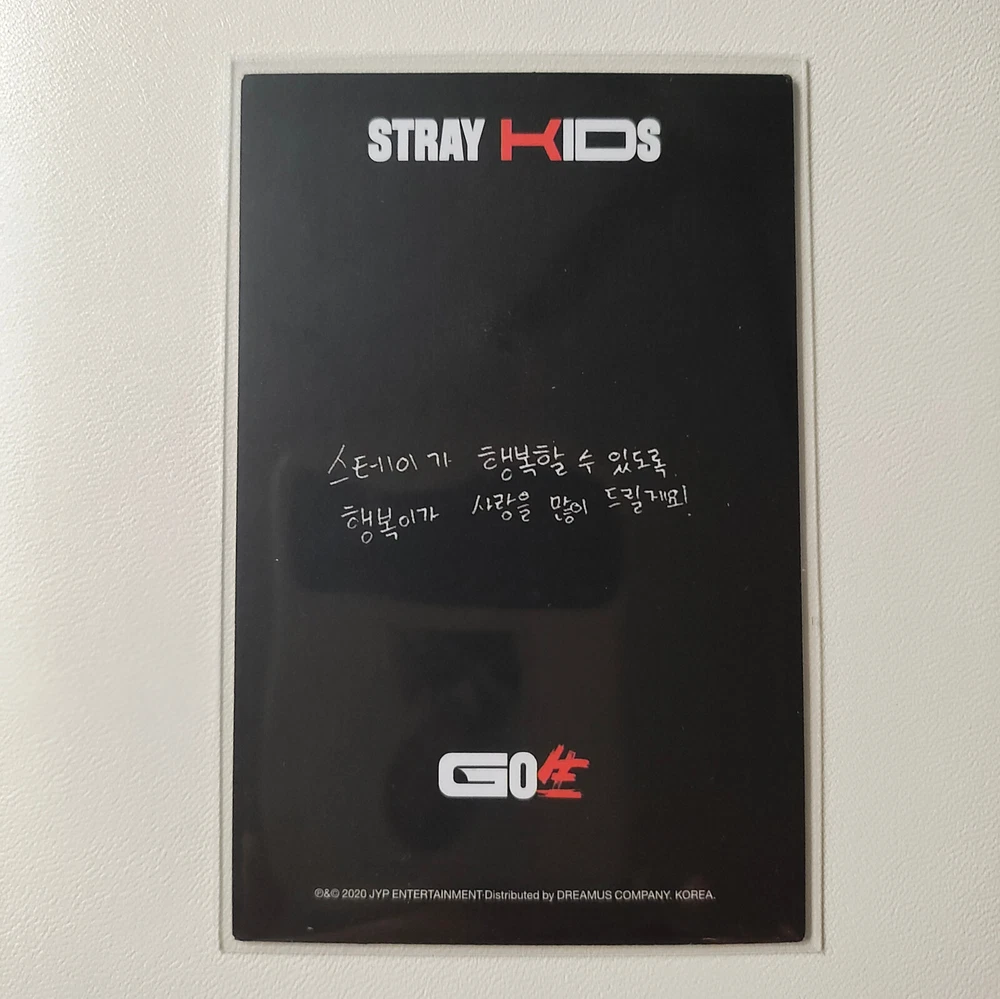 STRAY KIDS
스테이가 행복할 수 있도록
행복이가 사랑을 많이 드릴게요!
GO生
℗&© 2020 JYP ENTERTAINMENT·Distributed by DREAMUS COMPANY. KOREA.